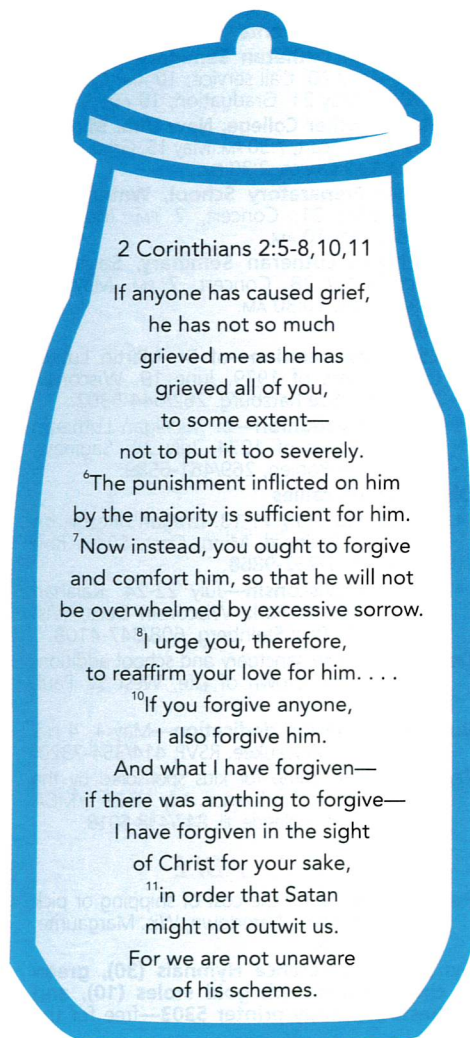 2 Corinthians 2:5-8,10,11
If anyone has caused grief,
he has not so much
grieved me as he has
grieved all of you,
to some extent—
not to put it too severely.
⁶The punishment inflicted on him
by the majority is sufficient for him.
⁷Now instead, you ought to forgive
and comfort him, so that he will not
be overwhelmed by excessive sorrow.
⁸I urge you, therefore,
to reaffirm your love for him. . . .
¹⁰If you forgive anyone,
I also forgive him.
And what I have forgiven—
if there was anything to forgive—
I have forgiven in the sight
of Christ for your sake,
¹¹in order that Satan
might not outwit us.
For we are not unaware
of his schemes.